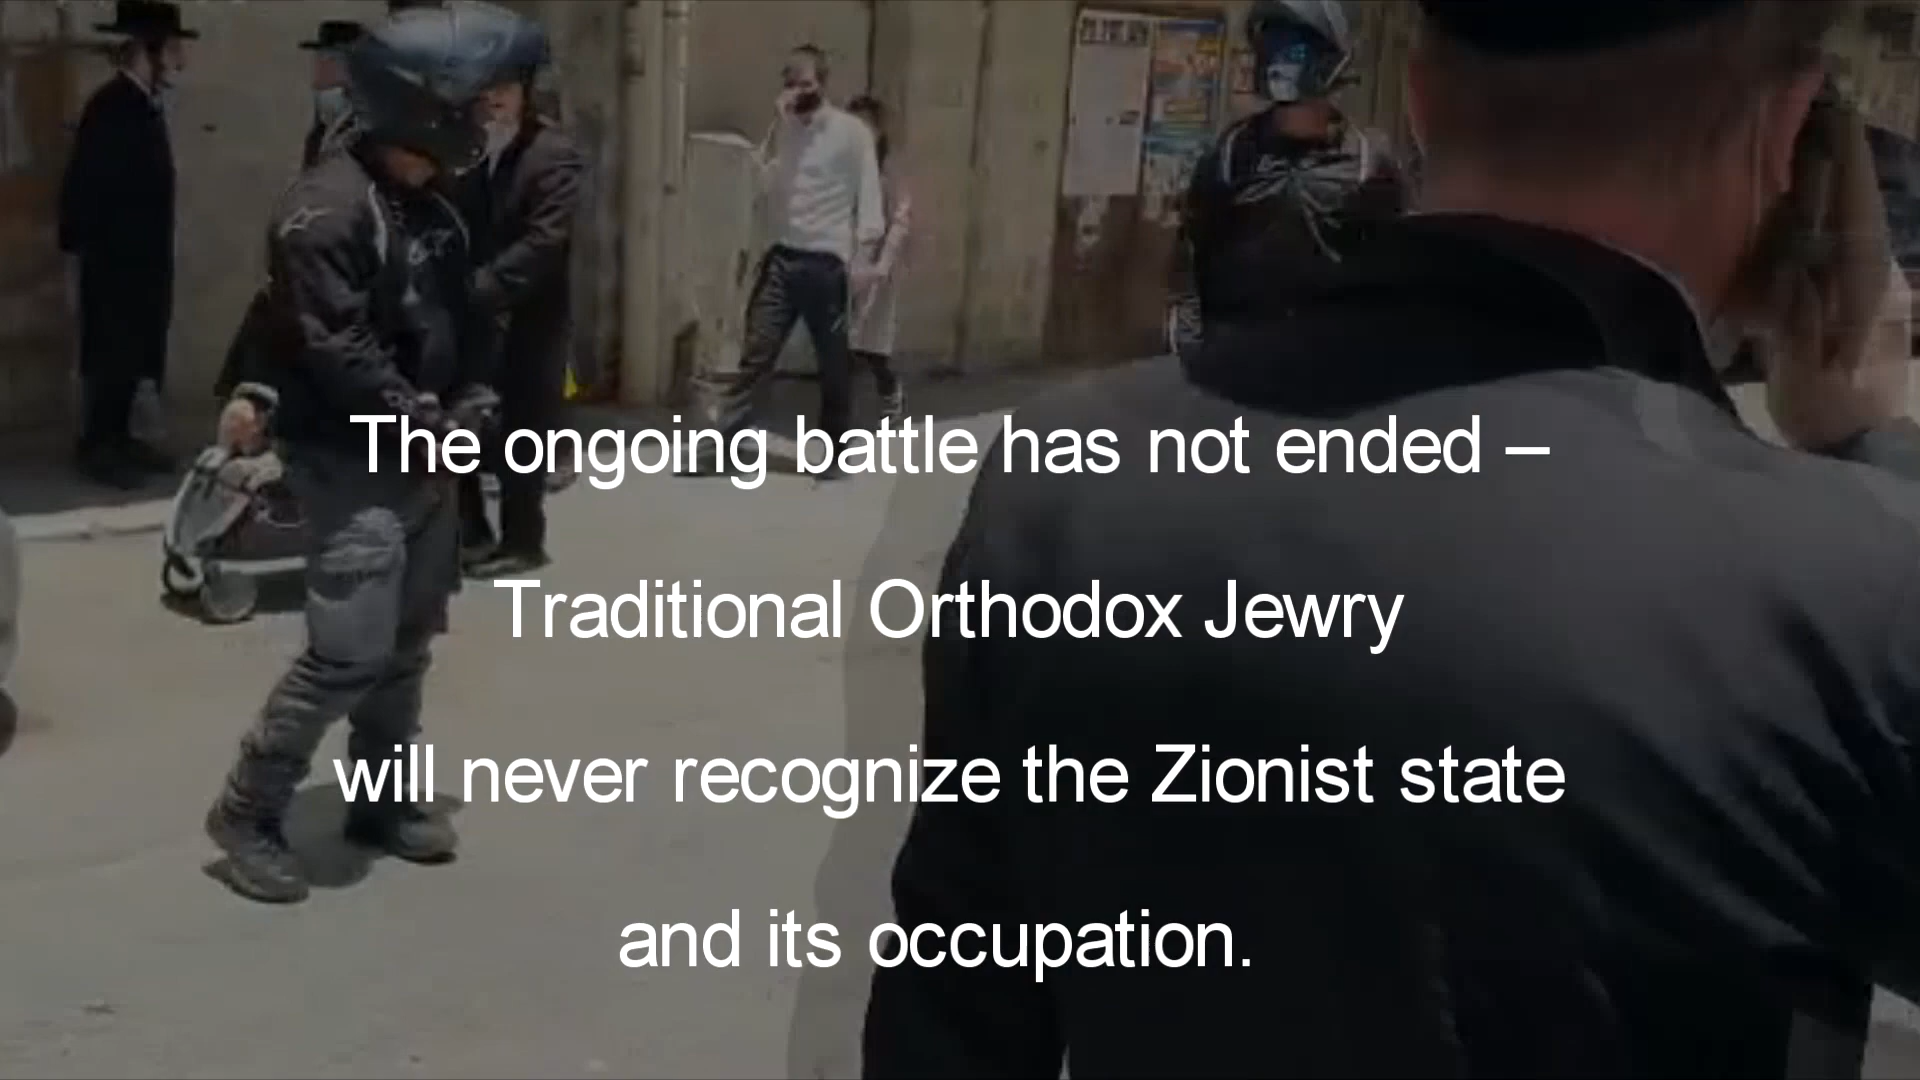 The ongoing battle has not ended –
Traditional Orthodox Jewry
will never recognize the Zionist state
and its occupation.